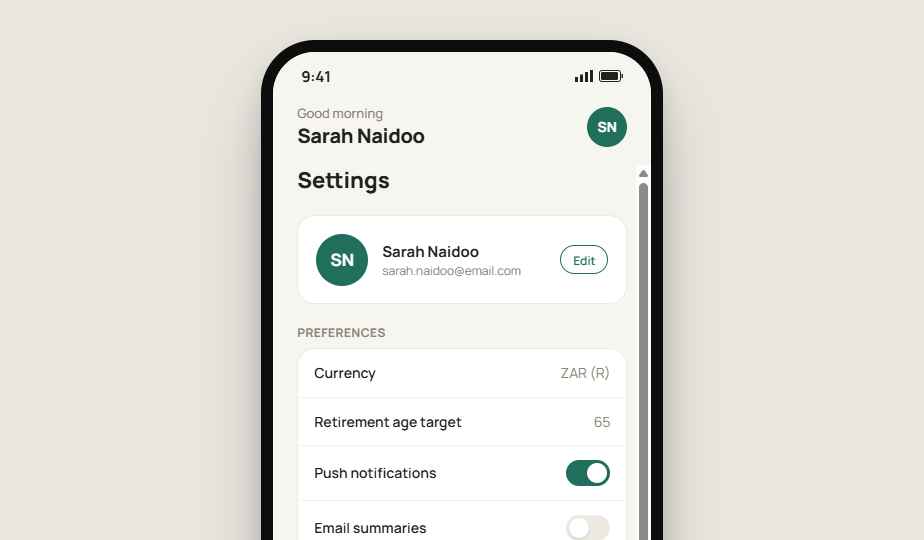 9:41
Good morning
Sarah Naidoo
SN
Settings
SN
Sarah Naidoo
sarah.naidoo@email.com
Edit
PREFERENCES
Currency
ZAR (R)
Retirement age target
65
Push notifications
Email summaries